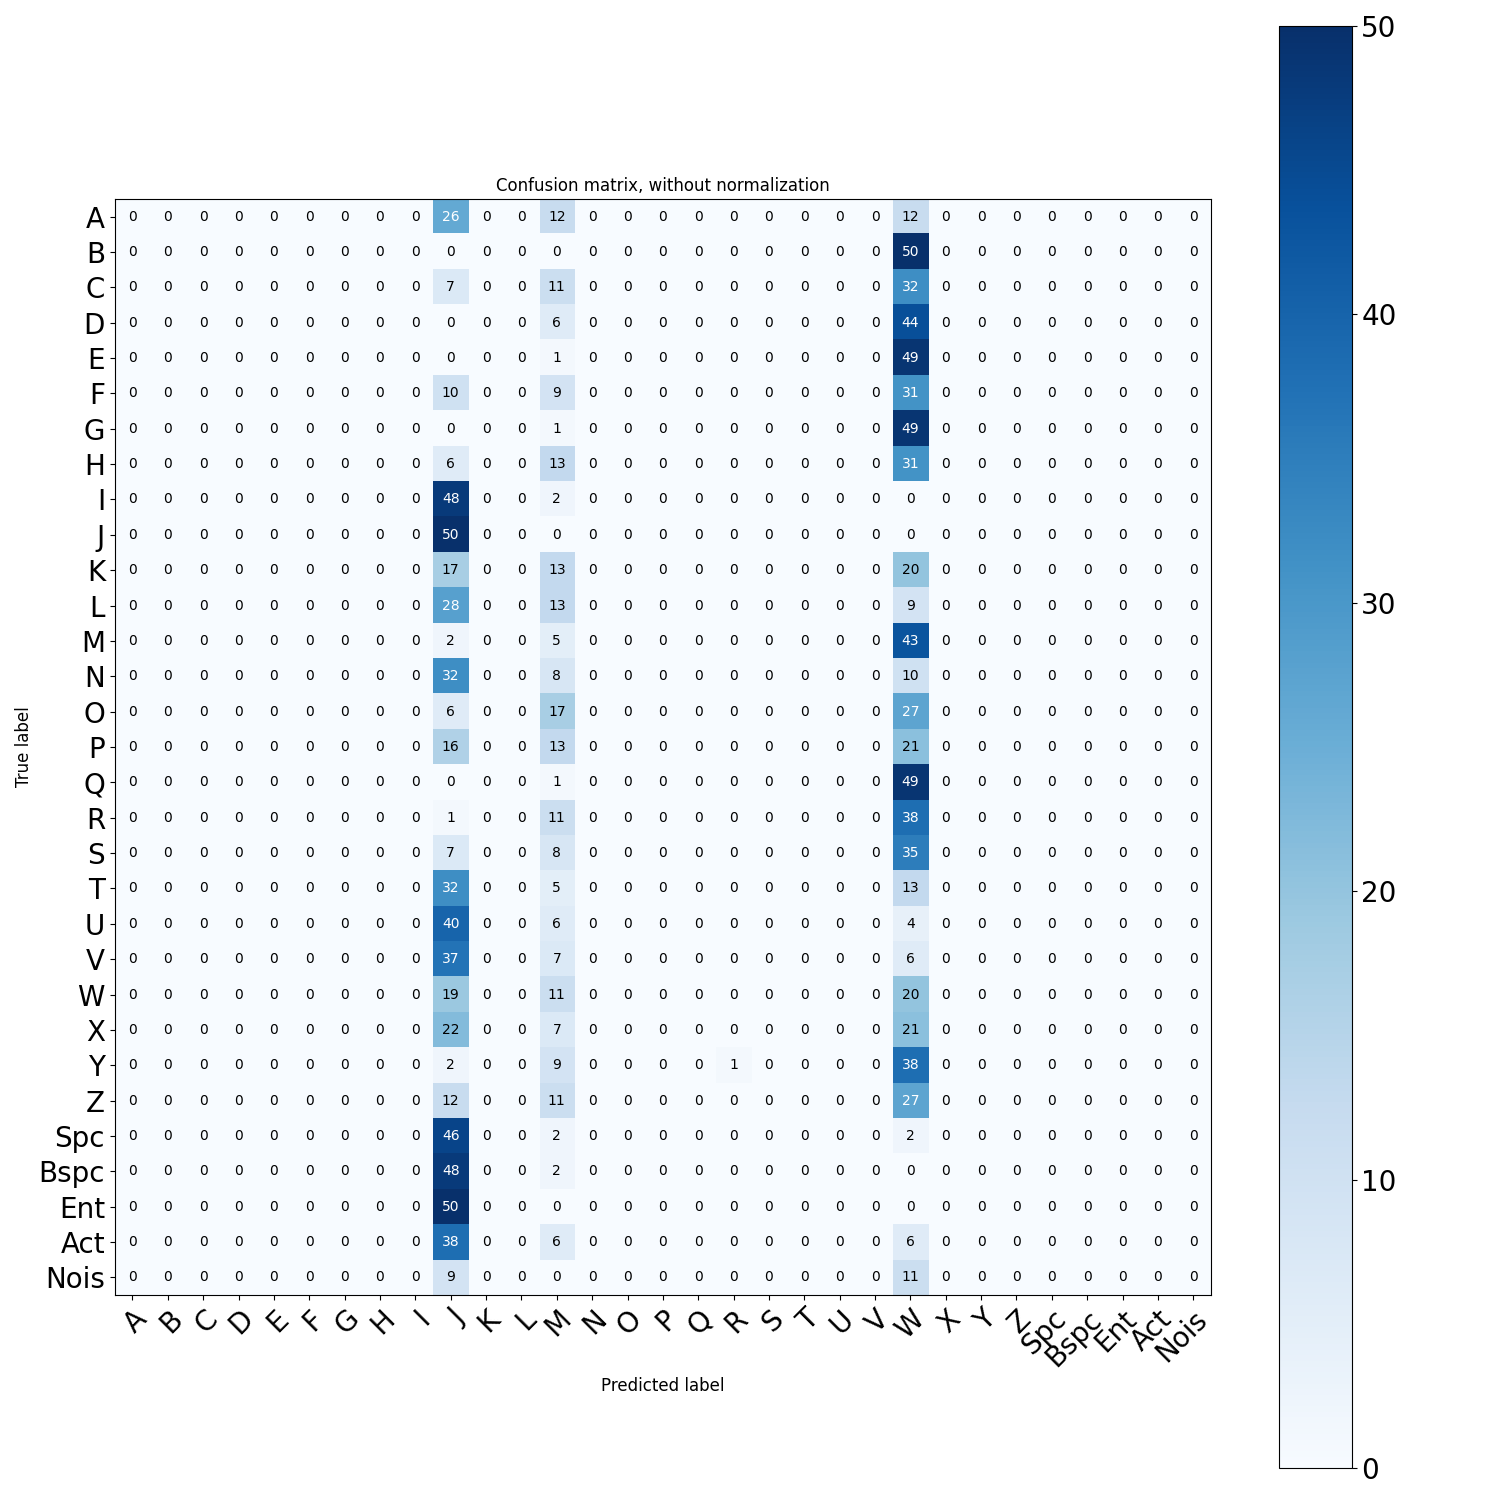 Confusion matrix, without normalization
A 0 0 0 0 0 0 0 0 0 26 0 0 12 0 0 0 0 0 0 0 0 0 12 0 0 0 0 0 0 0 0
B 0 0 0 0 0 0 0 0 0 0 0 0 0 0 0 0 0 0 0 0 0 0 50 0 0 0 0 0 0 0 0
C 0 0 0 0 0 0 0 0 0 7 0 0 11 0 0 0 0 0 0 0 0 0 32 0 0 0 0 0 0 0 0
D 0 0 0 0 0 0 0 0 0 0 0 0 6 0 0 0 0 0 0 0 0 0 44 0 0 0 0 0 0 0 0
E 0 0 0 0 0 0 0 0 0 0 0 0 1 0 0 0 0 0 0 0 0 0 49 0 0 0 0 0 0 0 0
F 0 0 0 0 0 0 0 0 0 10 0 0 9 0 0 0 0 0 0 0 0 0 31 0 0 0 0 0 0 0 0
G 0 0 0 0 0 0 0 0 0 0 0 0 1 0 0 0 0 0 0 0 0 0 49 0 0 0 0 0 0 0 0
H 0 0 0 0 0 0 0 0 0 6 0 0 13 0 0 0 0 0 0 0 0 0 31 0 0 0 0 0 0 0 0
I 0 0 0 0 0 0 0 0 0 48 0 0 2 0 0 0 0 0 0 0 0 0 0 0 0 0 0 0 0 0 0
J 0 0 0 0 0 0 0 0 0 50 0 0 0 0 0 0 0 0 0 0 0 0 0 0 0 0 0 0 0 0 0
K 0 0 0 0 0 0 0 0 0 17 0 0 13 0 0 0 0 0 0 0 0 0 20 0 0 0 0 0 0 0 0
L 0 0 0 0 0 0 0 0 0 28 0 0 13 0 0 0 0 0 0 0 0 0 9 0 0 0 0 0 0 0 0
M 0 0 0 0 0 0 0 0 0 2 0 0 5 0 0 0 0 0 0 0 0 0 43 0 0 0 0 0 0 0 0
N 0 0 0 0 0 0 0 0 0 32 0 0 8 0 0 0 0 0 0 0 0 0 10 0 0 0 0 0 0 0 0
O 0 0 0 0 0 0 0 0 0 6 0 0 17 0 0 0 0 0 0 0 0 0 27 0 0 0 0 0 0 0 0
P 0 0 0 0 0 0 0 0 0 16 0 0 13 0 0 0 0 0 0 0 0 0 21 0 0 0 0 0 0 0 0
Q 0 0 0 0 0 0 0 0 0 0 0 0 1 0 0 0 0 0 0 0 0 0 49 0 0 0 0 0 0 0 0
R 0 0 0 0 0 0 0 0 0 1 0 0 11 0 0 0 0 0 0 0 0 0 38 0 0 0 0 0 0 0 0
S 0 0 0 0 0 0 0 0 0 7 0 0 8 0 0 0 0 0 0 0 0 0 35 0 0 0 0 0 0 0 0
T 0 0 0 0 0 0 0 0 0 32 0 0 5 0 0 0 0 0 0 0 0 0 13 0 0 0 0 0 0 0 0
U 0 0 0 0 0 0 0 0 0 40 0 0 6 0 0 0 0 0 0 0 0 0 4 0 0 0 0 0 0 0 0
V 0 0 0 0 0 0 0 0 0 37 0 0 7 0 0 0 0 0 0 0 0 0 6 0 0 0 0 0 0 0 0
W 0 0 0 0 0 0 0 0 0 19 0 0 11 0 0 0 0 0 0 0 0 0 20 0 0 0 0 0 0 0 0
X 0 0 0 0 0 0 0 0 0 22 0 0 7 0 0 0 0 0 0 0 0 0 21 0 0 0 0 0 0 0 0
Y 0 0 0 0 0 0 0 0 0 2 0 0 9 0 0 0 0 1 0 0 0 0 38 0 0 0 0 0 0 0 0
Z 0 0 0 0 0 0 0 0 0 12 0 0 11 0 0 0 0 0 0 0 0 0 27 0 0 0 0 0 0 0 0
Spc 0 0 0 0 0 0 0 0 0 46 0 0 2 0 0 0 0 0 0 0 0 0 2 0 0 0 0 0 0 0 0
Bspc 0 0 0 0 0 0 0 0 0 48 0 0 2 0 0 0 0 0 0 0 0 0 0 0 0 0 0 0 0 0 0
Ent 0 0 0 0 0 0 0 0 0 50 0 0 0 0 0 0 0 0 0 0 0 0 0 0 0 0 0 0 0 0 0
Act 0 0 0 0 0 0 0 0 0 38 0 0 6 0 0 0 0 0 0 0 0 0 6 0 0 0 0 0 0 0 0
Nois 0 0 0 0 0 0 0 0 0 9 0 0 0 0 0 0 0 0 0 0 0 0 11 0 0 0 0 0 0 0 0
A B C D E F G H I J K L M N O P Q R S T U V W X Y Z Spc Bspc Ent Act Nois
Predicted label
True label
50
40
30
20
10
0